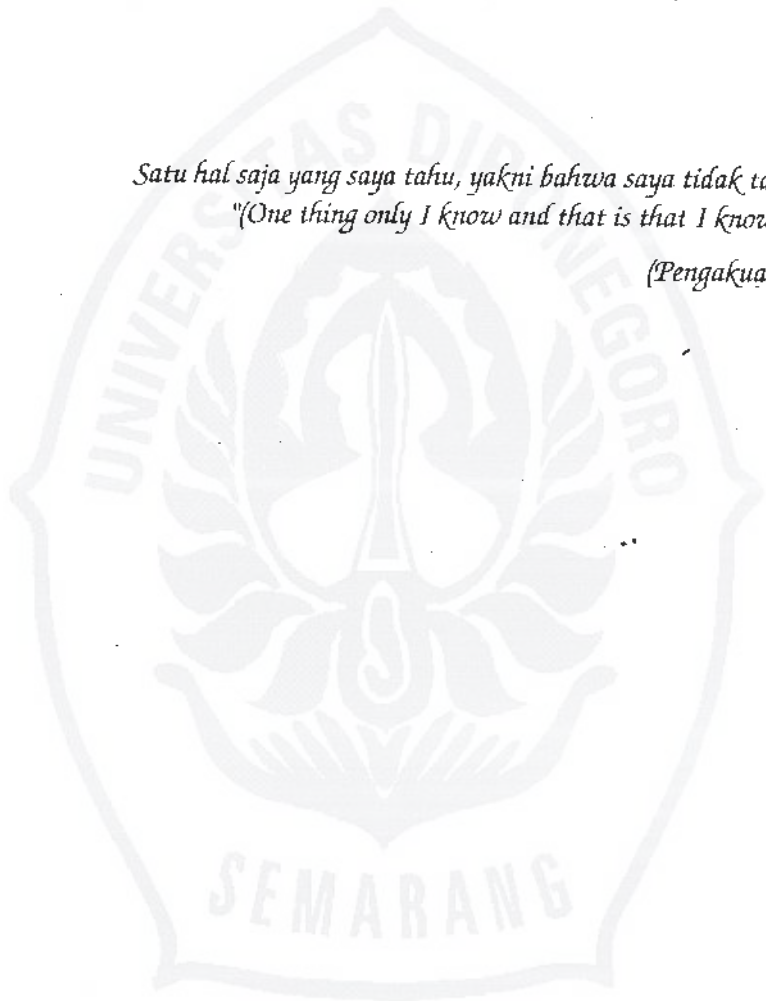 Satu hal saja yang saya tahu, yakni bahwa saya tidak
"(One thing only I know and that is that I
UNIVERSITAS DIPONEGORO
SEMARANG